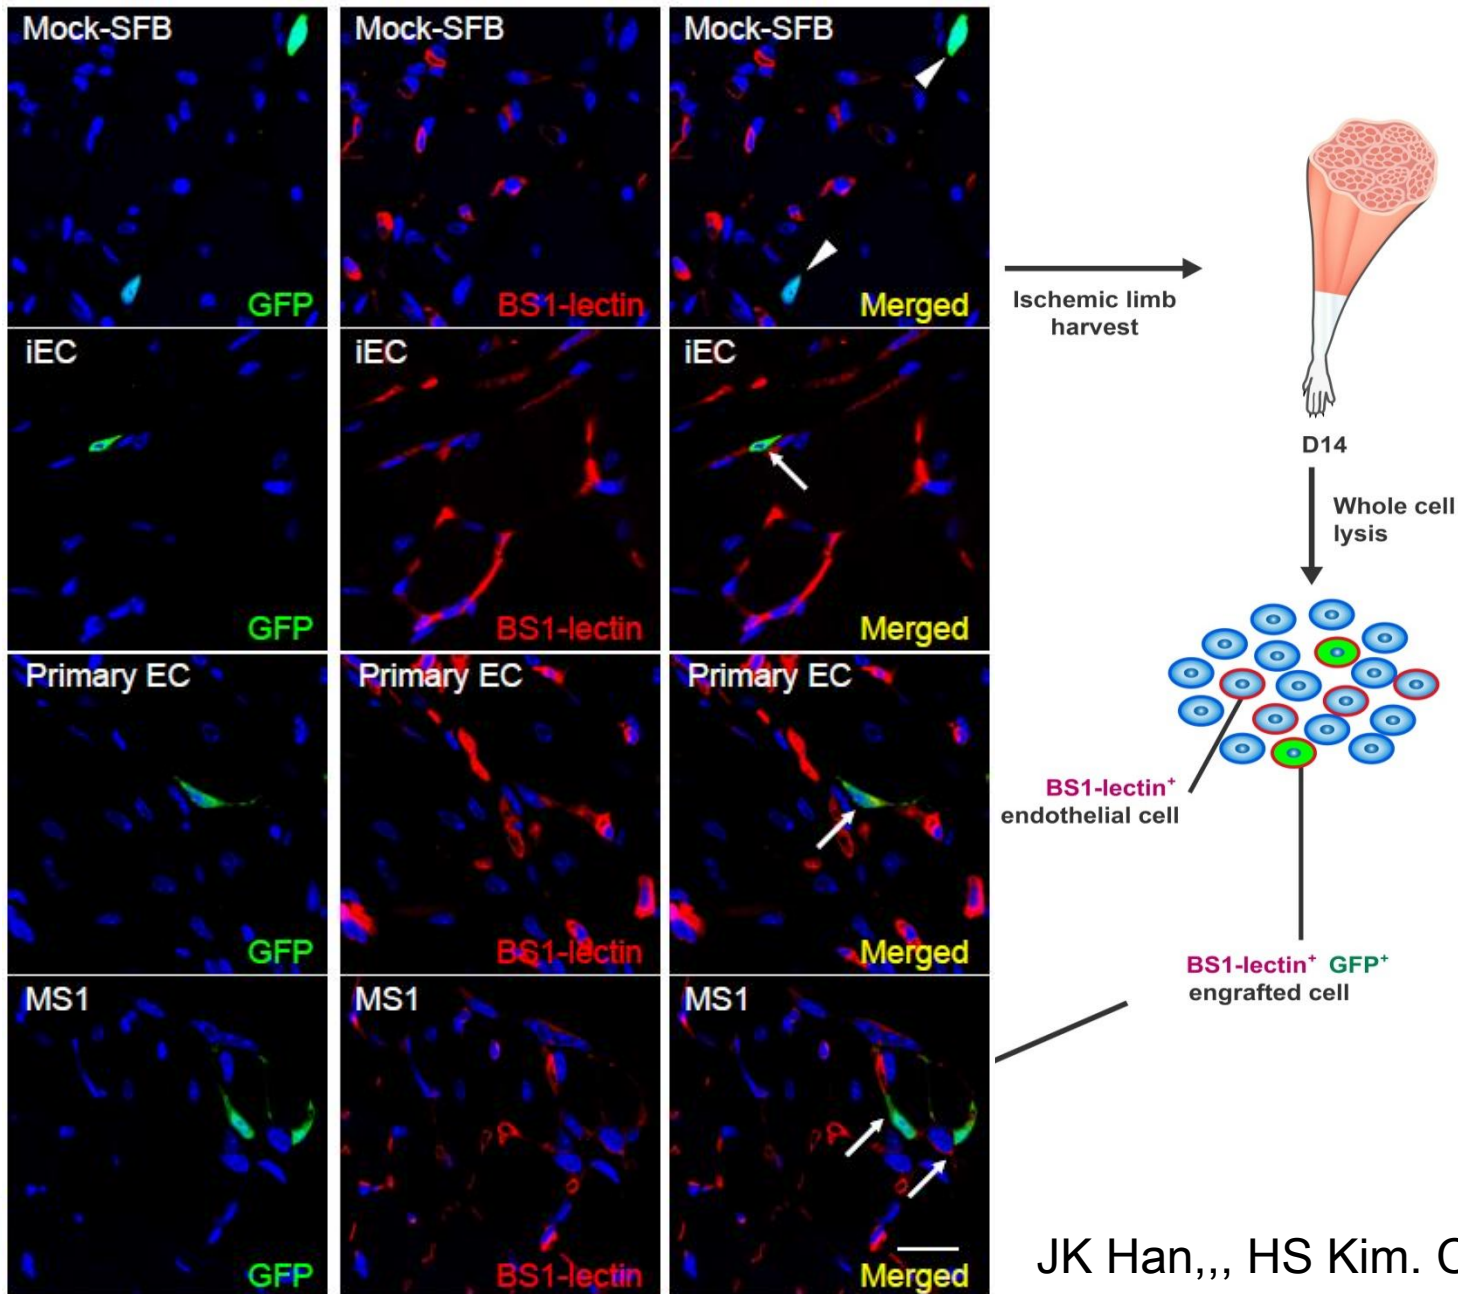 Mock-SFB
Mock-SFB
Mock-SFB
GFP
BS1-lectin
Merged
iEC
iEC
iEC
GFP
BS1-lectin
Merged
Primary EC
Primary EC
Primary EC
GFP
BS1-lectin
Merged
MS1
MS1
MS1
GFP
BS1-lectin
Merged
Ischemic limb
harvest
D14
Whole cell
lysis
BS1-lectin⁺
endothelial cell
BS1-lectin⁺ GFP⁺
engrafted cell
JK Han,,, HS Kim. C